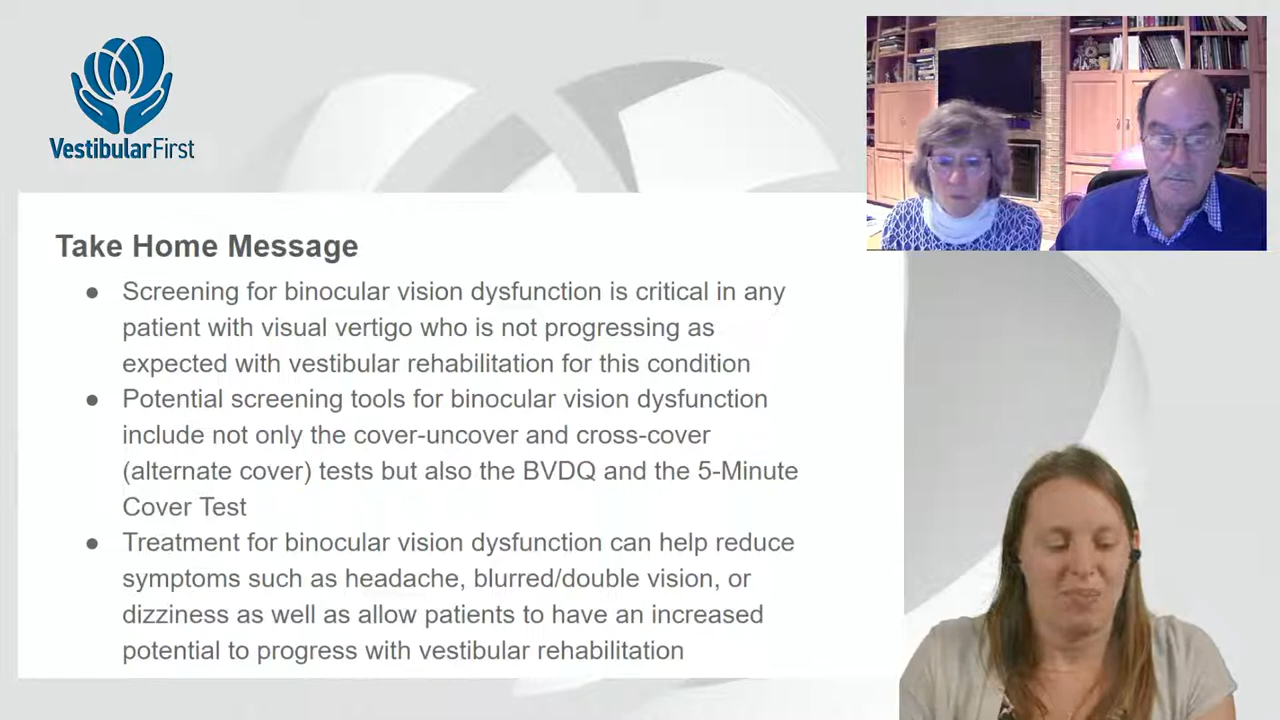 VestibularFirst
Take Home Message
● Screening for binocular vision dysfunction is critical in any
patient with visual vertigo who is not progressing as
expected with vestibular rehabilitation for this condition
● Potential screening tools for binocular vision dysfunction
include not only the cover-uncover and cross-cover
(alternate cover) tests but also the BVDQ and the 5-Minute
Cover Test
● Treatment for binocular vision dysfunction can help reduce
symptoms such as headache, blurred/double vision, or
dizziness as well as allow patients to have an increased
potential to progress with vestibular rehabilitation